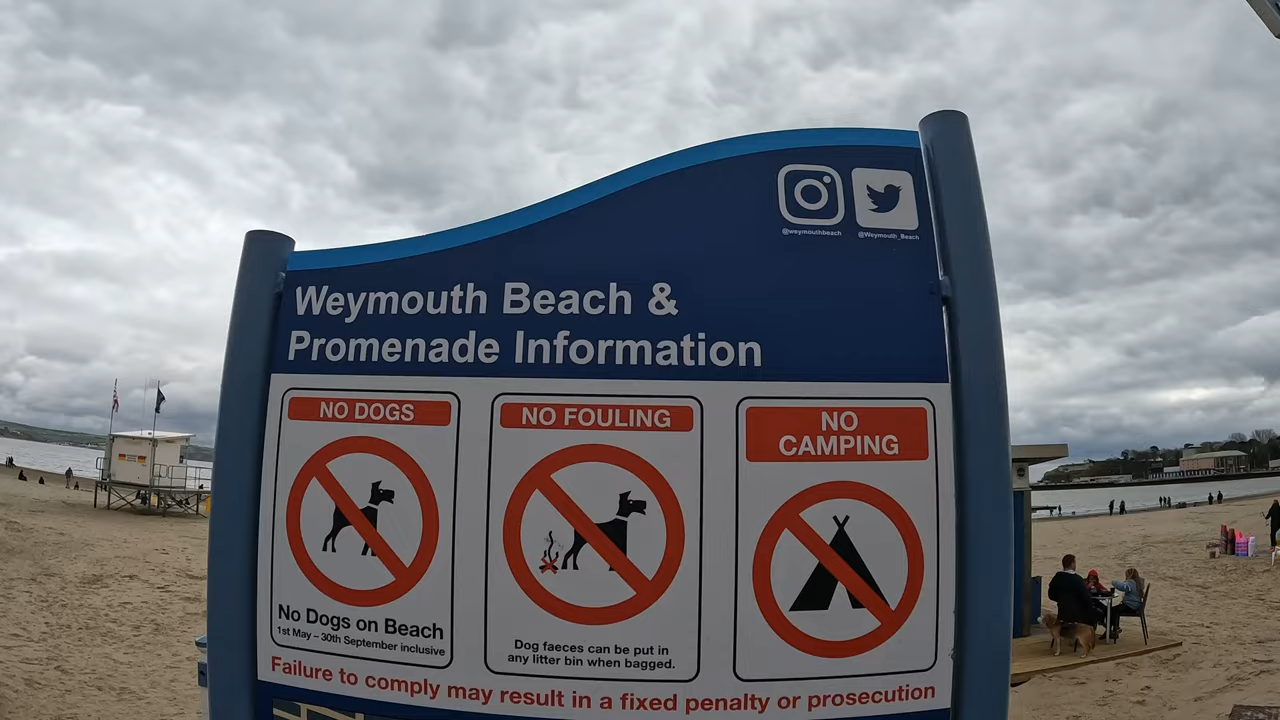 @weymouthbeach
@Weymouth_Beach
Weymouth Beach &
Promenade Information
NO DOGS
No Dogs on Beach
1st May – 30th September inclusive
NO FOULING
Dog faeces can be put in
any litter bin when bagged.
NO
CAMPING
Failure to comply may result in a fixed penalty or prosecution